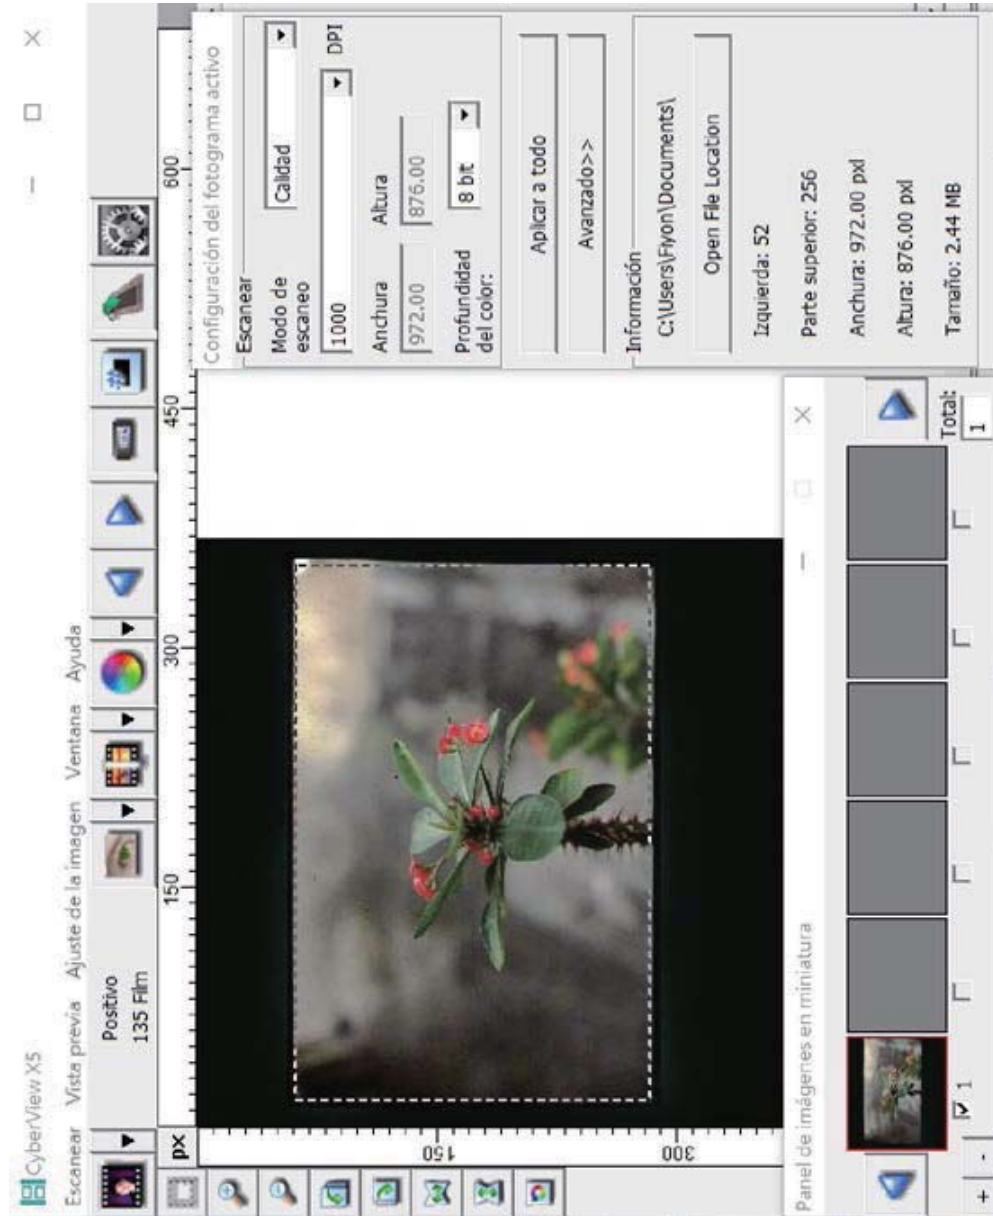 CyberView X5
Escanear Vista previa Ajuste de la imagen Ventana Ayuda
Positivo
135 Film
px
150
300
450
600
150
300
Configuración del fotograma activo
Escanear
Modo de
escaneo
Calidad
1000
DPI
Anchura
Altura
972.00
876.00
Profundidad
del color:
8 bit
Aplicar a todo
Avanzado>>
Información
C:\Users\Fiyon\Documents\
Open File Location
Izquierda: 52
Parte superior: 256
Anchura: 972.00 pxl
Altura: 876.00 pxl
Tamaño: 2.44 MB
Panel de imágenes en miniatura
1
Total:
1
+ -